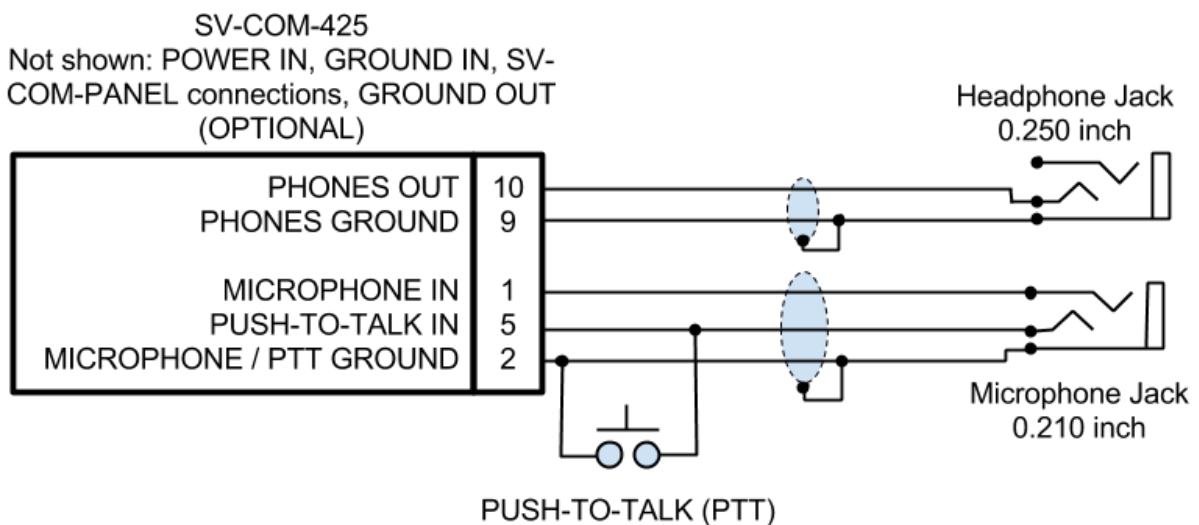 SV-COM-425
Not shown: POWER IN, GROUND IN, SV-
COM-PANEL connections, GROUND OUT
(OPTIONAL)
Headphone Jack
0.250 inch
PHONES OUT 10
PHONES GROUND 9
MICROPHONE IN 1
PUSH-TO-TALK IN 5
MICROPHONE / PTT GROUND 2
Microphone Jack
0.210 inch
PUSH-TO-TALK (PTT)